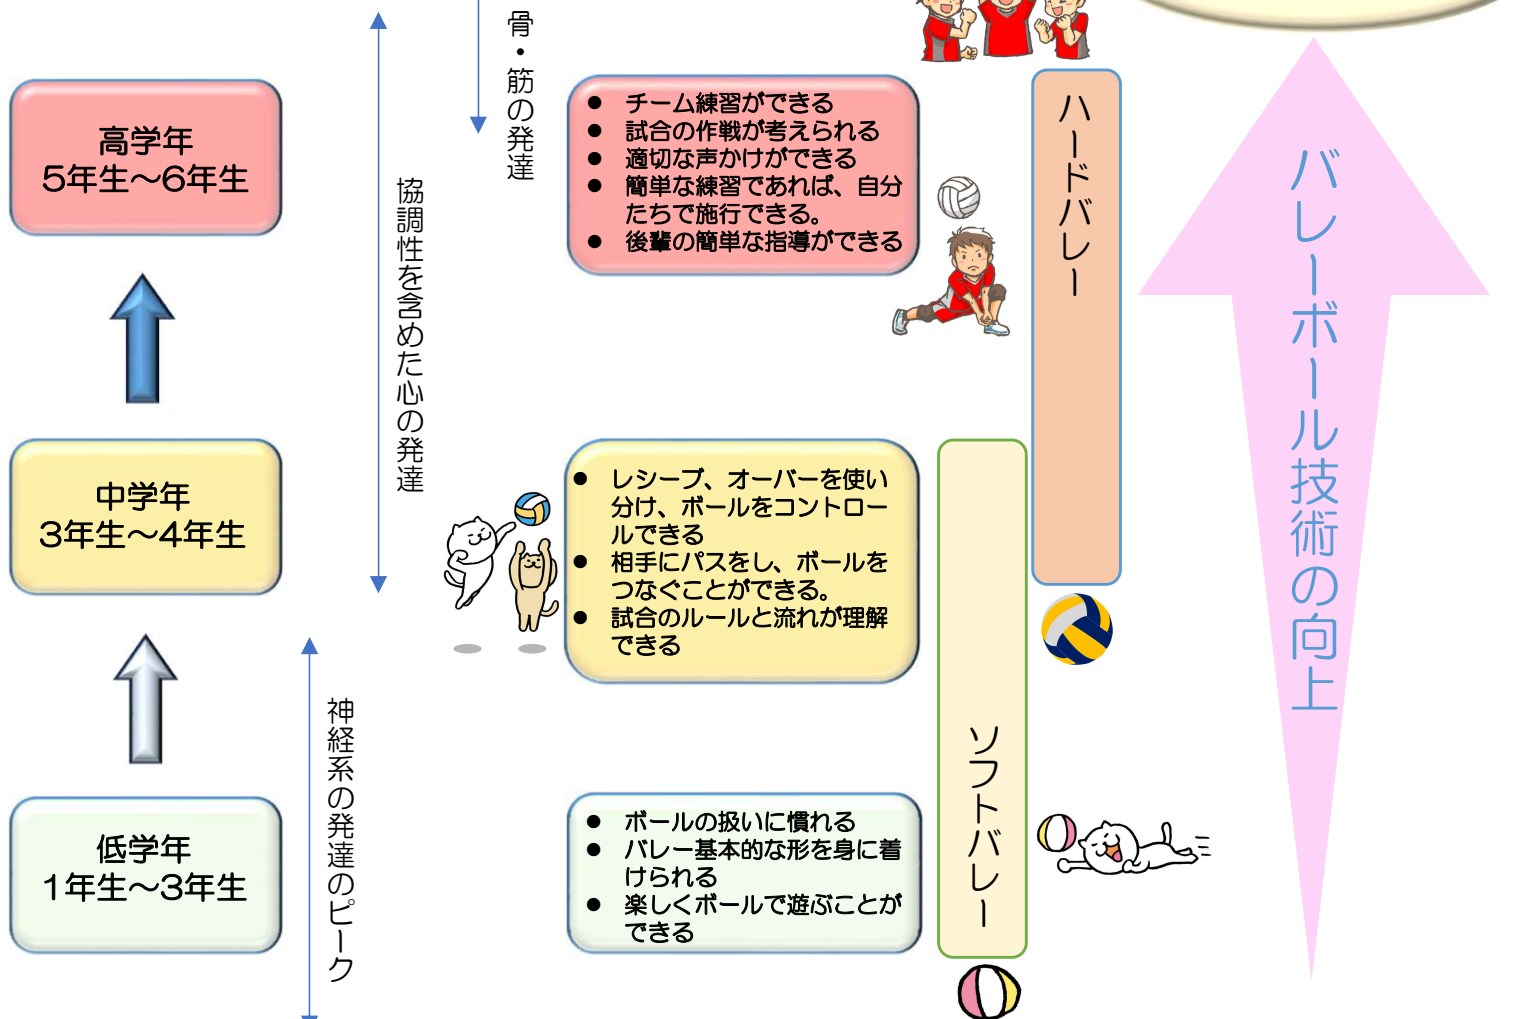 骨・筋の発達
高学年
5年生～6年生
● チーム練習ができる
● 試合の作戦が考えられる
● 適切な声かけができる
● 簡単な練習であれば、自分
たちで施行できる。
● 後輩の簡単な指導ができる
ハードバレー
バレーボール技術の向上
協調性を含めた心の発達
中学年
3年生～4年生
● レシーブ、オーバーを使い
分け、ボールをコントロー
ルできる
● 相手にパスをし、ボールを
つなぐことができる。
● 試合のルールと流れが理解
できる
ソフトバレー
神経系の発達のピーク
低学年
1年生～3年生
● ボールの扱いに慣れる
● バレー基本的な形を身に着
けられる
● 楽しくボールで遊ぶことが
できる